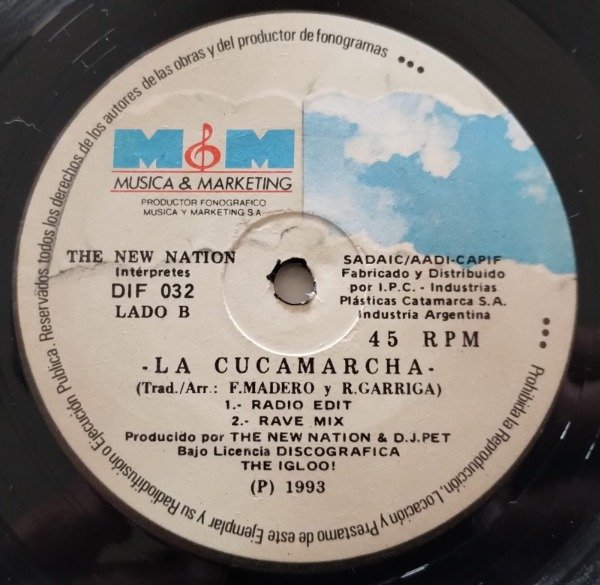 Reservados todos los derechos de los autores de las obras y del productor de fonogramas •••
M&M
MUSICA & MARKETING
PRODUCTOR FONOGRAFICO
MUSICA Y MARKETING S.A.
THE NEW NATION
Intérpretes
DIF 032
LADO B
SADAIC/AADI-CAPIF
Fabricado y Distribuido
por I.P.C. - Industrias
Plásticas Catamarca S.A.
Industria Argentina
45 RPM
-LA CUCAMARCHA-
(Trad./Arr.: F.MADERO y R.GARRIGA)
1.- RADIO EDIT
2.- RAVE MIX
Producido por THE NEW NATION & D.J.PET
Bajo Licencia DISCOGRAFICA
THE IGLOO!
(P) 1993
••• Prohibida la Reproducción, Locación y Préstamo de este Ejemplar y su Radiodifusión o Ejecución Pública.